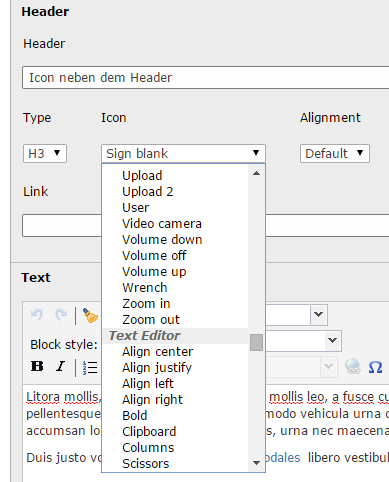 Header
Header
Icon neben dem Header
Type Icon Alignment
H3 Sign blank Default
Link
Upload
Upload 2
User
Video camera
Volume down
Volume off
Volume up
Wrench
Zoom in
Zoom out
Text Editor
Align center
Align justify
Align left
Align right
Bold
Clipboard
Columns
Scissors
Text
Block style:
B I Ω
Litora mollis, mollis leo, a fusce
pellentesque modo vehicula urna
accumsan urna nec maecena
Duis justo odales libero vestibul